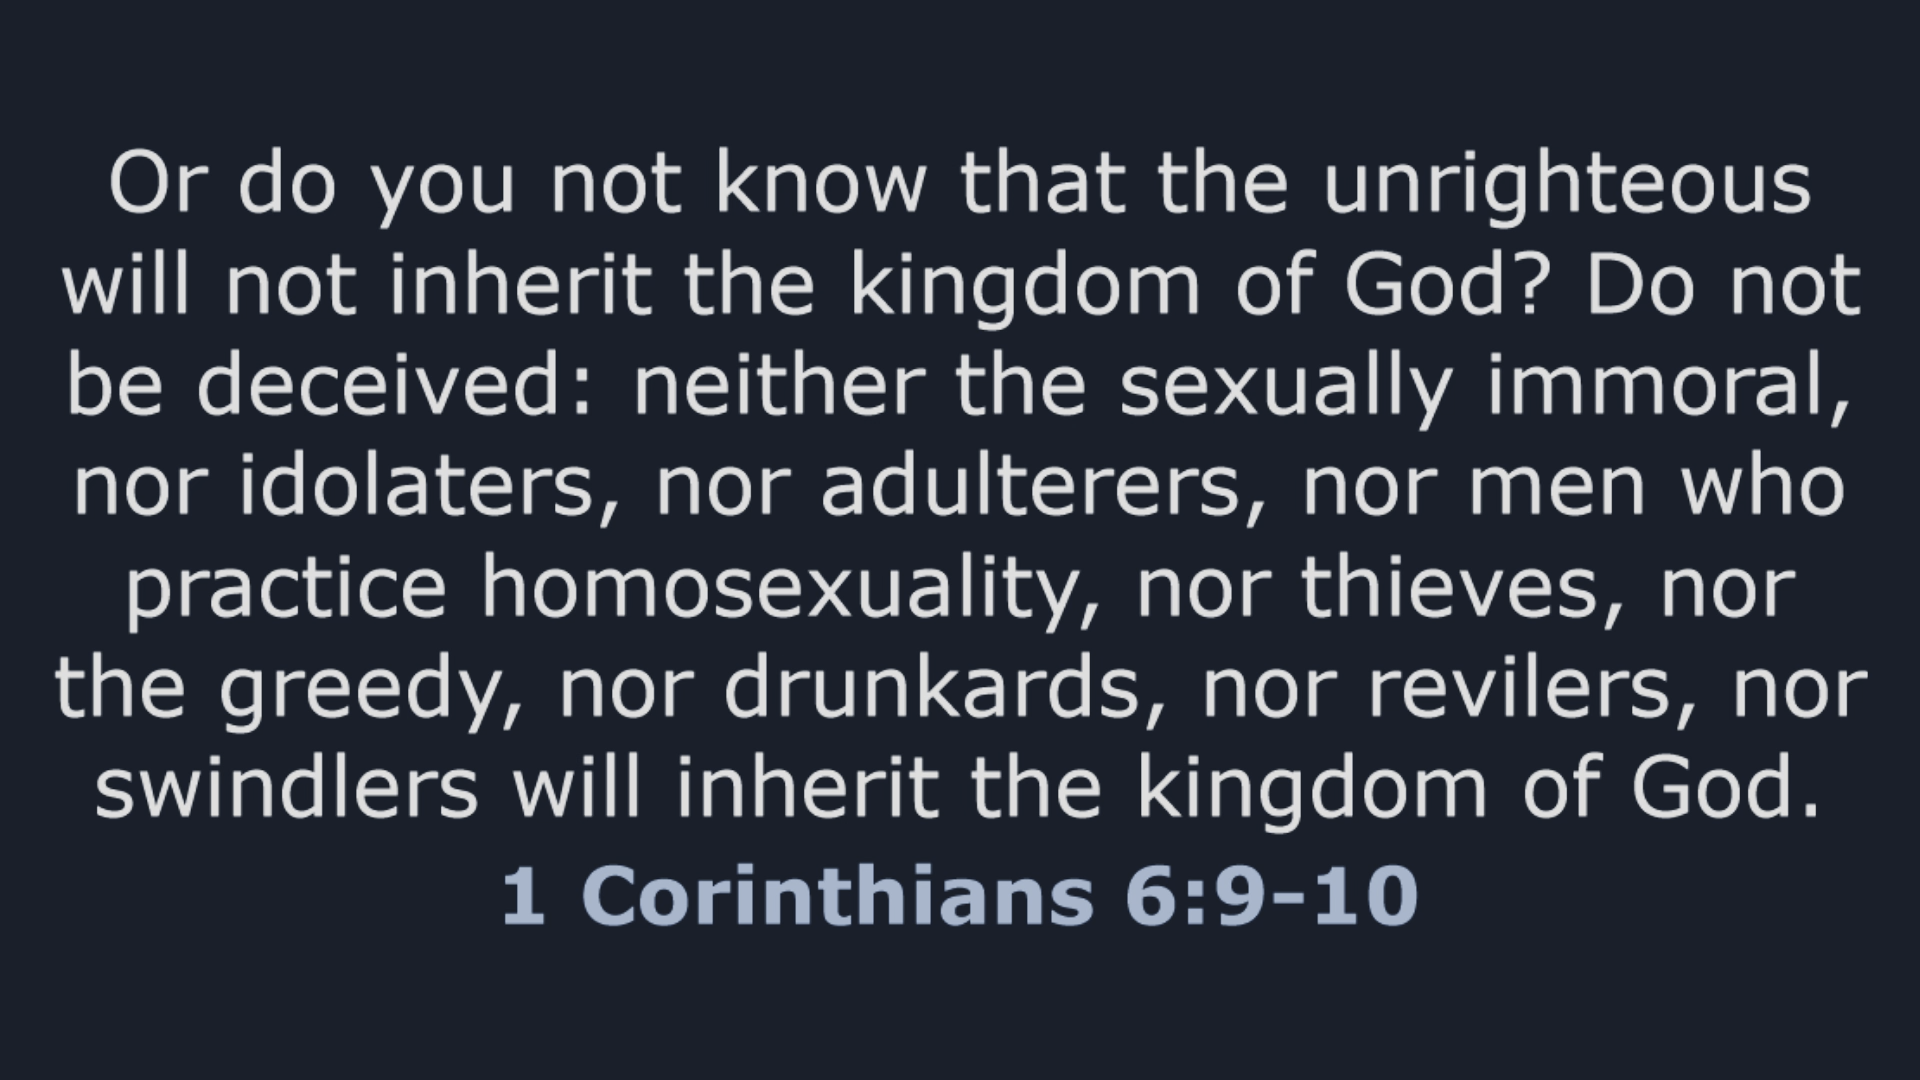 Or do you not know that the unrighteous
will not inherit the kingdom of God? Do not
be deceived: neither the sexually immoral,
nor idolaters, nor adulterers, nor men who
practice homosexuality, nor thieves, nor
the greedy, nor drunkards, nor revilers, nor
swindlers will inherit the kingdom of God.
1 Corinthians 6:9-10